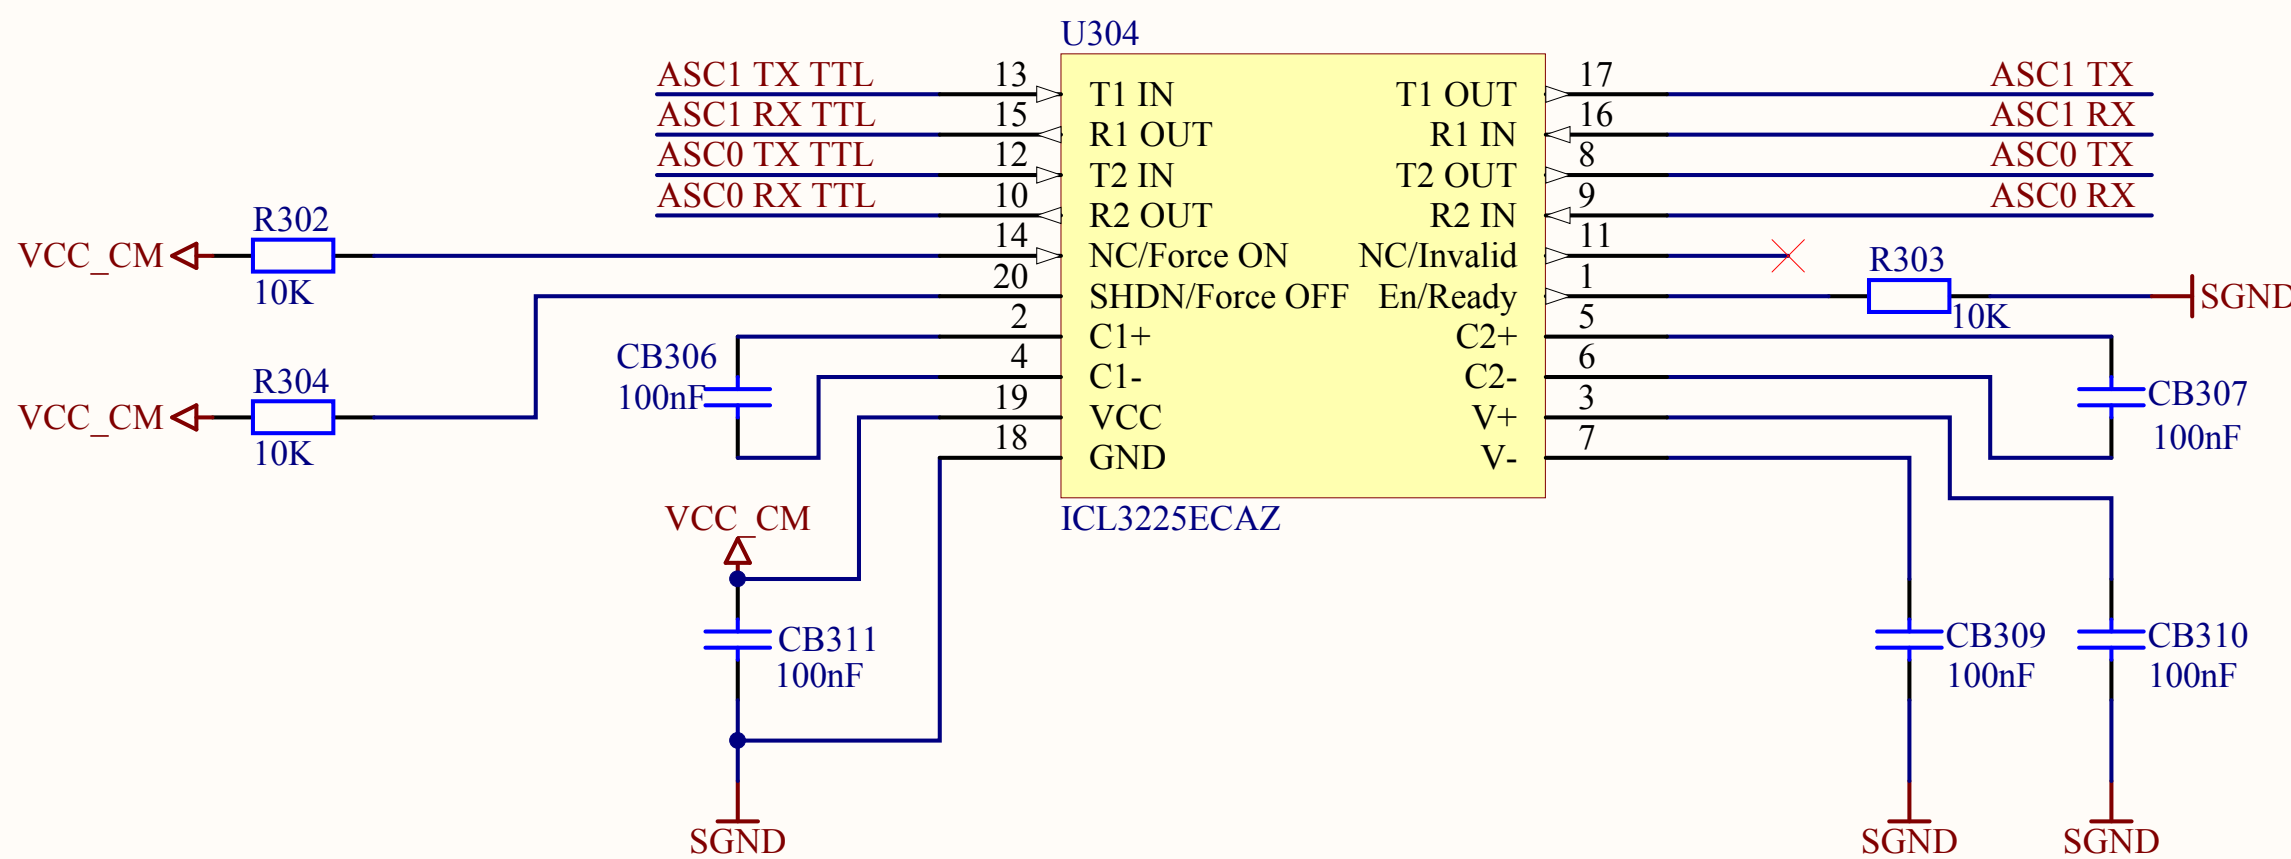 U304
ASC1 TX TTL 13 T1 IN T1 OUT 17 ASC1 TX
ASC1 RX TTL 15 R1 OUT R1 IN 16 ASC1 RX
ASC0 TX TTL 12 T2 IN T2 OUT 8 ASC0 TX
ASC0 RX TTL 10 R2 OUT R2 IN 9 ASC0 RX
R302
VCC_CM 14 NC/Force ON NC/Invalid 11
10K
R303
20 SHDN/Force OFF En/Ready 1 SGND
10K
2 C1+ C2+ 5
CB306
100nF
4 C1- C2- 6
CB307
100nF
R304
VCC_CM 19 VCC V+ 3
10K
18 GND V- 7
ICL3225ECAZ
VCC_CM
CB311
100nF
CB309
100nF
CB310
100nF
SGND
SGND
SGND